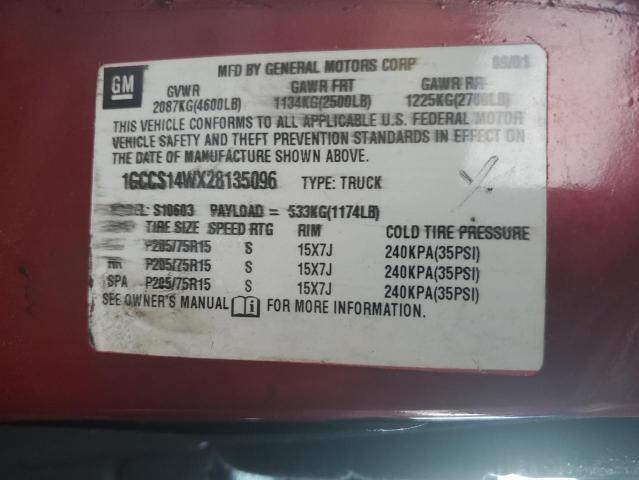 GM
MFD BY GENERAL MOTORS CORP 09/01
GVWR GAWR FRT GAWR RR
2087KG(4600LB) 1134KG(2500LB) 1225KG(2700LB)
THIS VEHICLE CONFORMS TO ALL APPLICABLE U.S. FEDERAL MOTOR
VEHICLE SAFETY AND THEFT PREVENTION STANDARDS IN EFFECT ON
THE DATE OF MANUFACTURE SHOWN ABOVE.
1GCCS14WX28135096 TYPE: TRUCK
S10603 PAYLOAD = 533KG(1174LB)
TIRE SIZE SPEED RTG RIM COLD TIRE PRESSURE
P205/75R15 S 15X7J 240KPA(35PSI)
P205/75R15 S 15X7J 240KPA(35PSI)
SPA P205/75R15 S 15X7J 240KPA(35PSI)
SEE OWNER'S MANUAL FOR MORE INFORMATION.